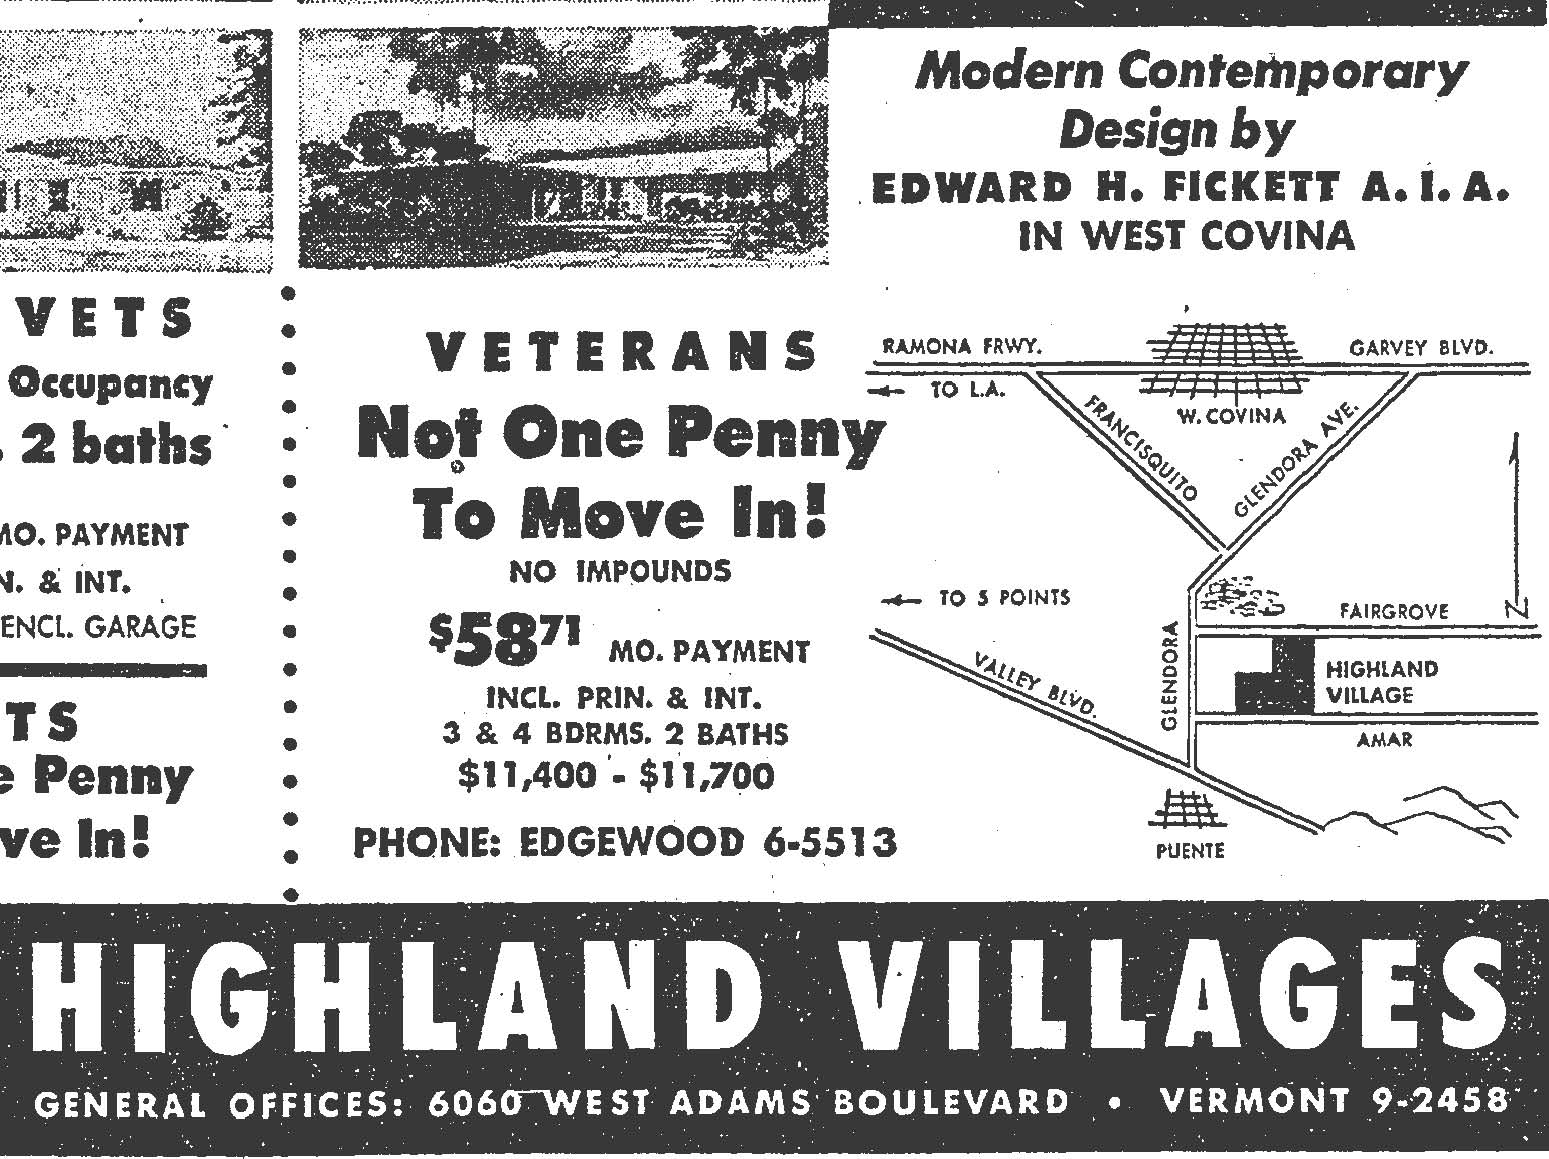 Modern Contemporary
Design by
EDWARD H. FICKETT A.I.A.
IN WEST COVINA
VETS
Occupancy
2 baths
MO. PAYMENT
& INT.
ENCL. GARAGE
TS
Penny
In!
VETERANS
Not One Penny
To Move In!
NO IMPOUNDS
$58 71 MO. PAYMENT
INCL. PRIN. & INT.
3 & 4 BDRMS. 2 BATHS
$11,400 - $11,700
PHONE: EDGEWOOD 6-5513
RAMONA FRWY.
GARVEY BLVD.
TO L.A.
W. COVINA
FRANCISQUITO
GLENDORA AVE.
TO 5 POINTS
FAIRGROVE
N
VALLEY BLVD.
GLENDORA
HIGHLAND
VILLAGE
AMAR
PUENTE
HIGHLAND VILLAGES
GENERAL OFFICES: 6060 WEST ADAMS BOULEVARD • VERMONT 9-2458